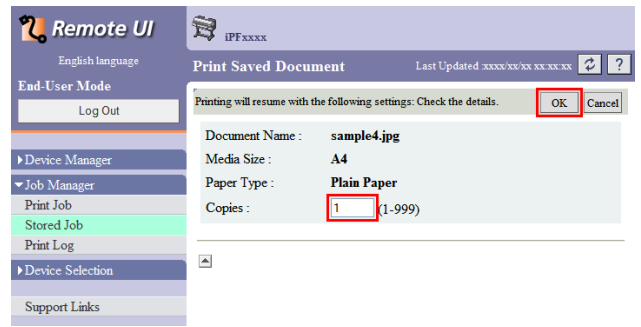 Remote UI
English language
End-User Mode
Log Out
Device Manager
Job Manager
Print Job
Stored Job
Print Log
Device Selection
Support Links
iPFxxxx
Print Saved Document Last Updated :xxxx/xx/xx xx:xx:xx ?
Printing will resume with the following settings: Check the details. OK Cancel
Document Name : sample4.jpg
Media Size : A4
Paper Type : Plain Paper
Copies : 1 (1-999)